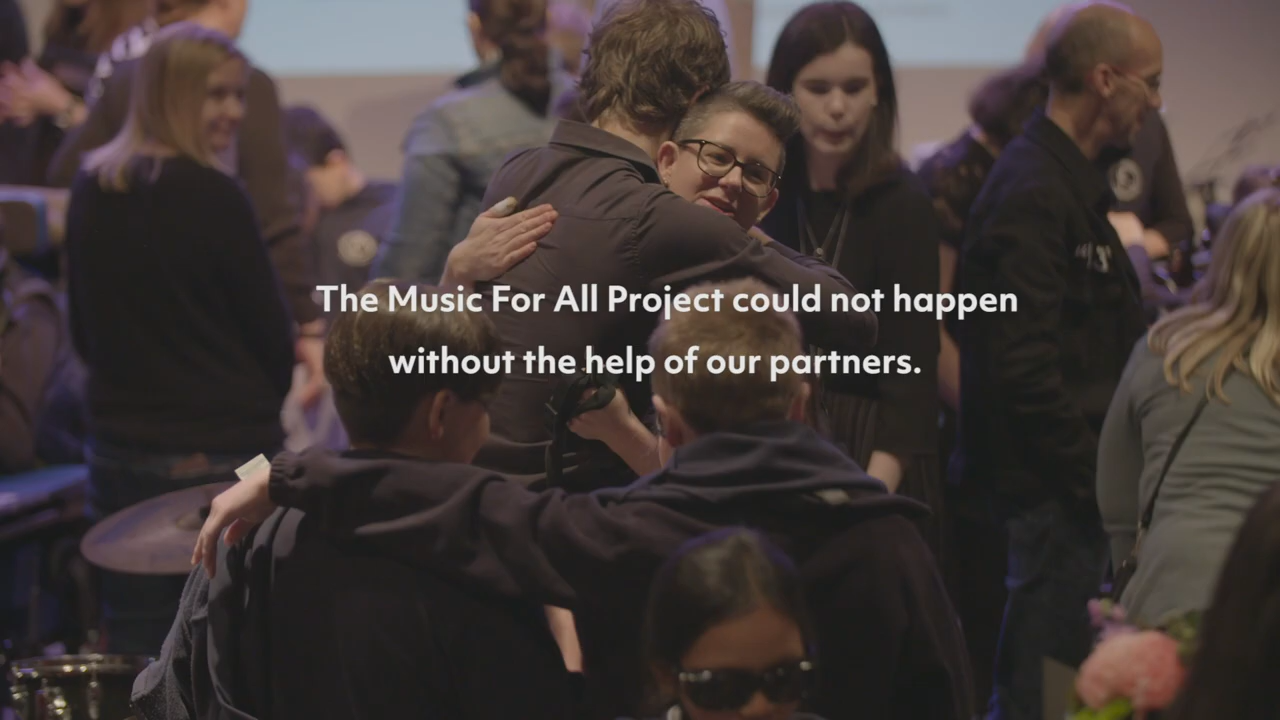 The Music For All Project could not happen
without the help of our partners.